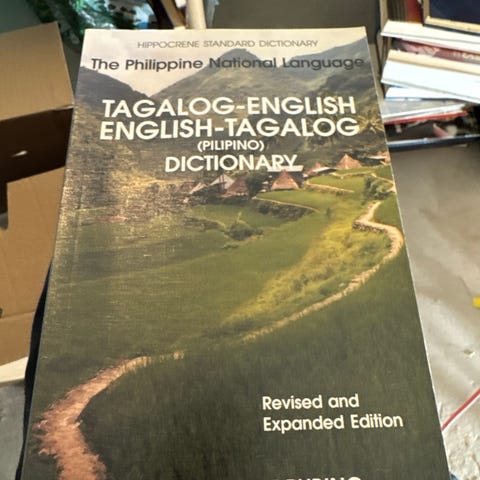 HIPPOCRENE STANDARD DICTIONARY
The Philippine National Language
TAGALOG-ENGLISH
ENGLISH-TAGALOG
(PILIPINO)
DICTIONARY
Revised and
Expanded Edition